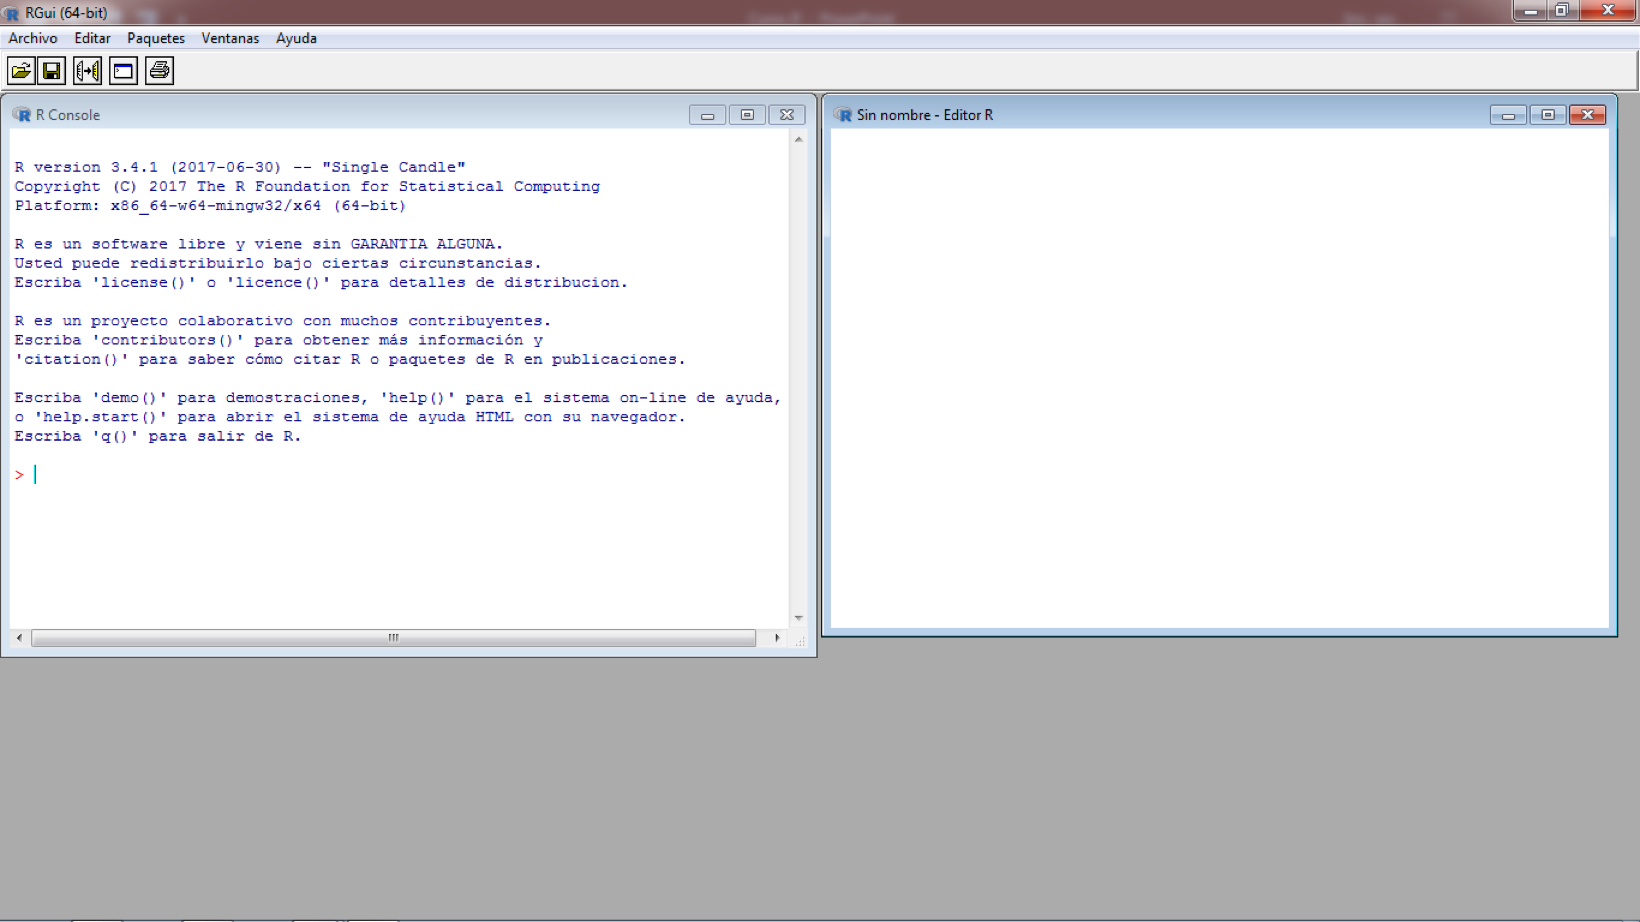 RGui (64-bit)
Archivo Editar Paquetes Ventanas Ayuda
R Console
R version 3.4.1 (2017-06-30) -- "Single Candle"
Copyright (C) 2017 The R Foundation for Statistical Computing
Platform: x86_64-w64-mingw32/x64 (64-bit)
R es un software libre y viene sin GARANTIA ALGUNA.
Usted puede redistribuirlo bajo ciertas circunstancias.
Escriba 'license()' o 'licence()' para detalles de distribucion.
R es un proyecto colaborativo con muchos contribuyentes.
Escriba 'contributors()' para obtener más información y
'citation()' para saber cómo citar R o paquetes de R en publicaciones.
Escriba 'demo()' para demostraciones, 'help()' para el sistema on-line de ayuda,
o 'help.start()' para abrir el sistema de ayuda HTML con su navegador.
Escriba 'q()' para salir de R.
>
Sin nombre - Editor R